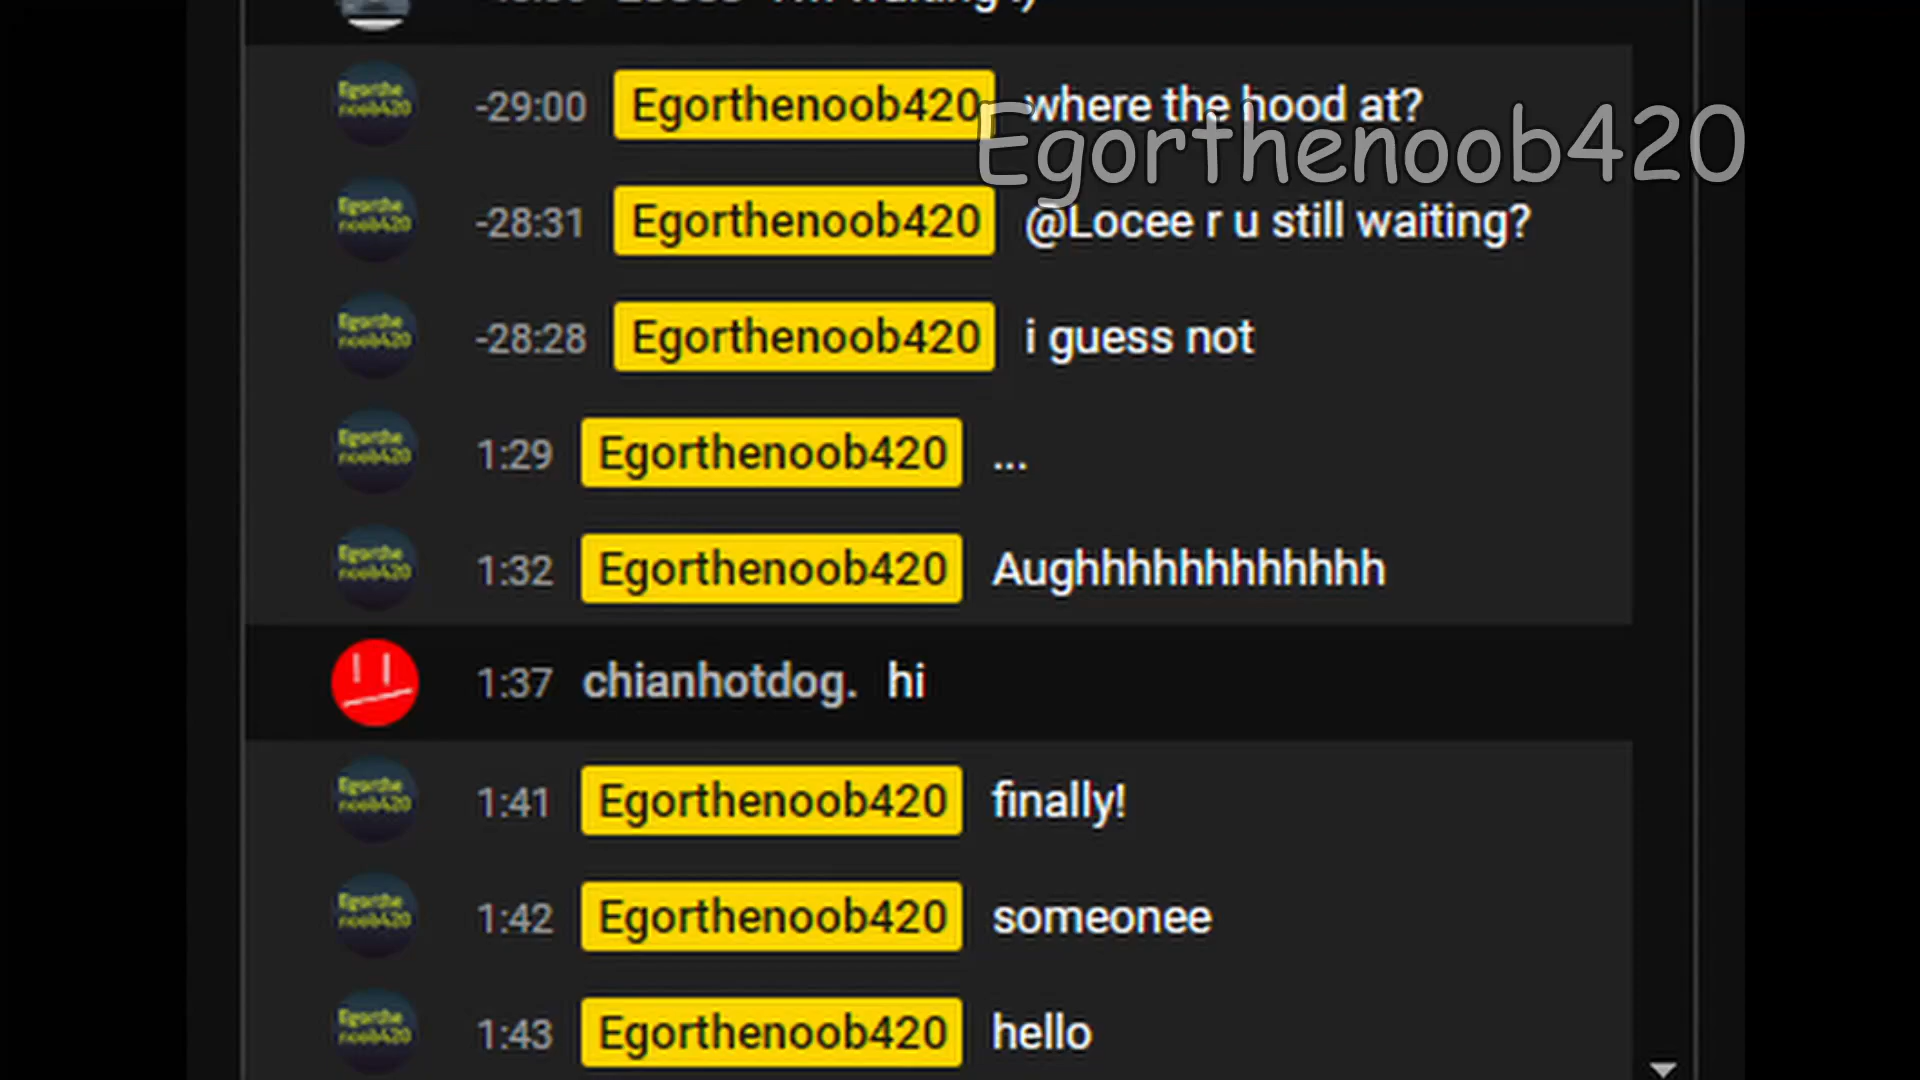 -29:00 Egorthenoob420 where the hood at?
Egorthenoob420
-28:31 Egorthenoob420 @Locee r u still waiting?
-28:28 Egorthenoob420 i guess not
1:29 Egorthenoob420 ...
1:32 Egorthenoob420 Aughhhhhhhhhhhh
1:37 chianhotdog. hi
1:41 Egorthenoob420 finally!
1:42 Egorthenoob420 someonee
1:43 Egorthenoob420 hello